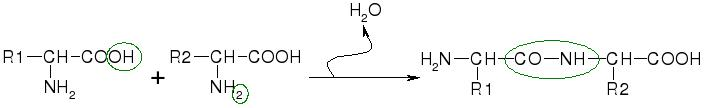 H₂O
R1—CH—COOH R2—CH—COOH H₂N—CH—CO—NH—CH—COOH
NH₂ + NH₂ R1 R2